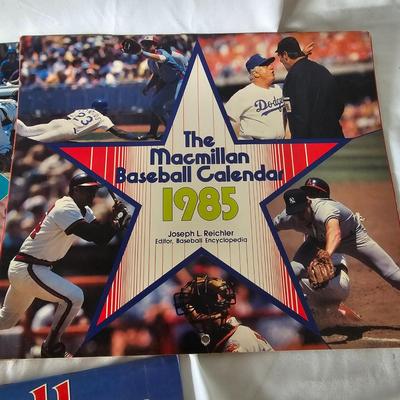 The
Macmillan
Baseball Calendar
1985
Joseph L. Reichler
Editor, Baseball Encyclopedia
Dodgers
23